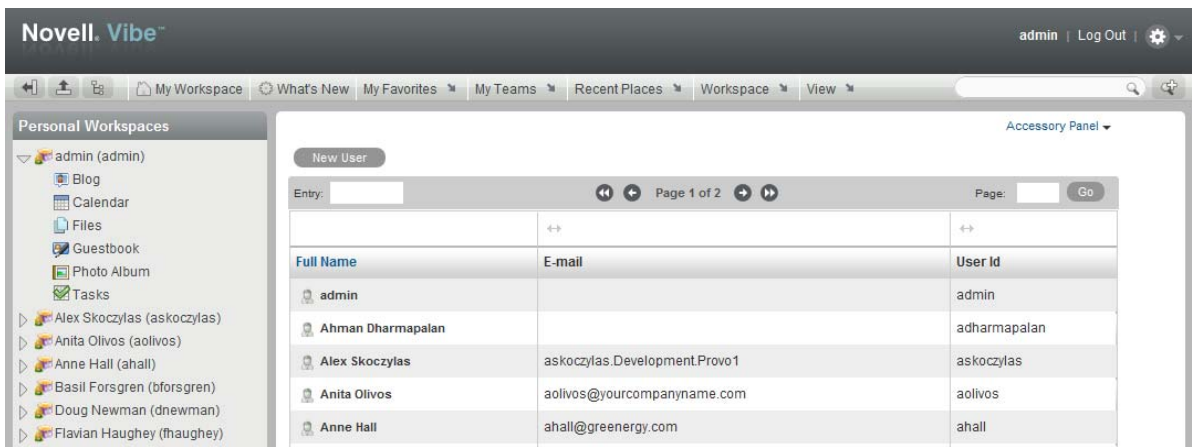 Novell. Vibe™
admin | Log Out |
My Workspace What's New My Favorites My Teams Recent Places Workspace View
Personal Workspaces
admin (admin)
Blog
Calendar
Files
Guestbook
Photo Album
Tasks
Alex Skoczylas (askoczylas)
Anita Olivos (aolivos)
Anne Hall (ahall)
Basil Forsgren (bforsgren)
Doug Newman (dnewman)
Flavian Haughey (fhaughey)
Accessory Panel
New User
Entry: Page 1 of 2 Page: Go
Full Name E-mail User Id
admin admin
Ahman Dharmapalan adharmapalan
Alex Skoczylas askoczylas.Development.Provo1 askoczylas
Anita Olivos aolivos@yourcompanyname.com aolivos
Anne Hall ahall@greenergy.com ahall